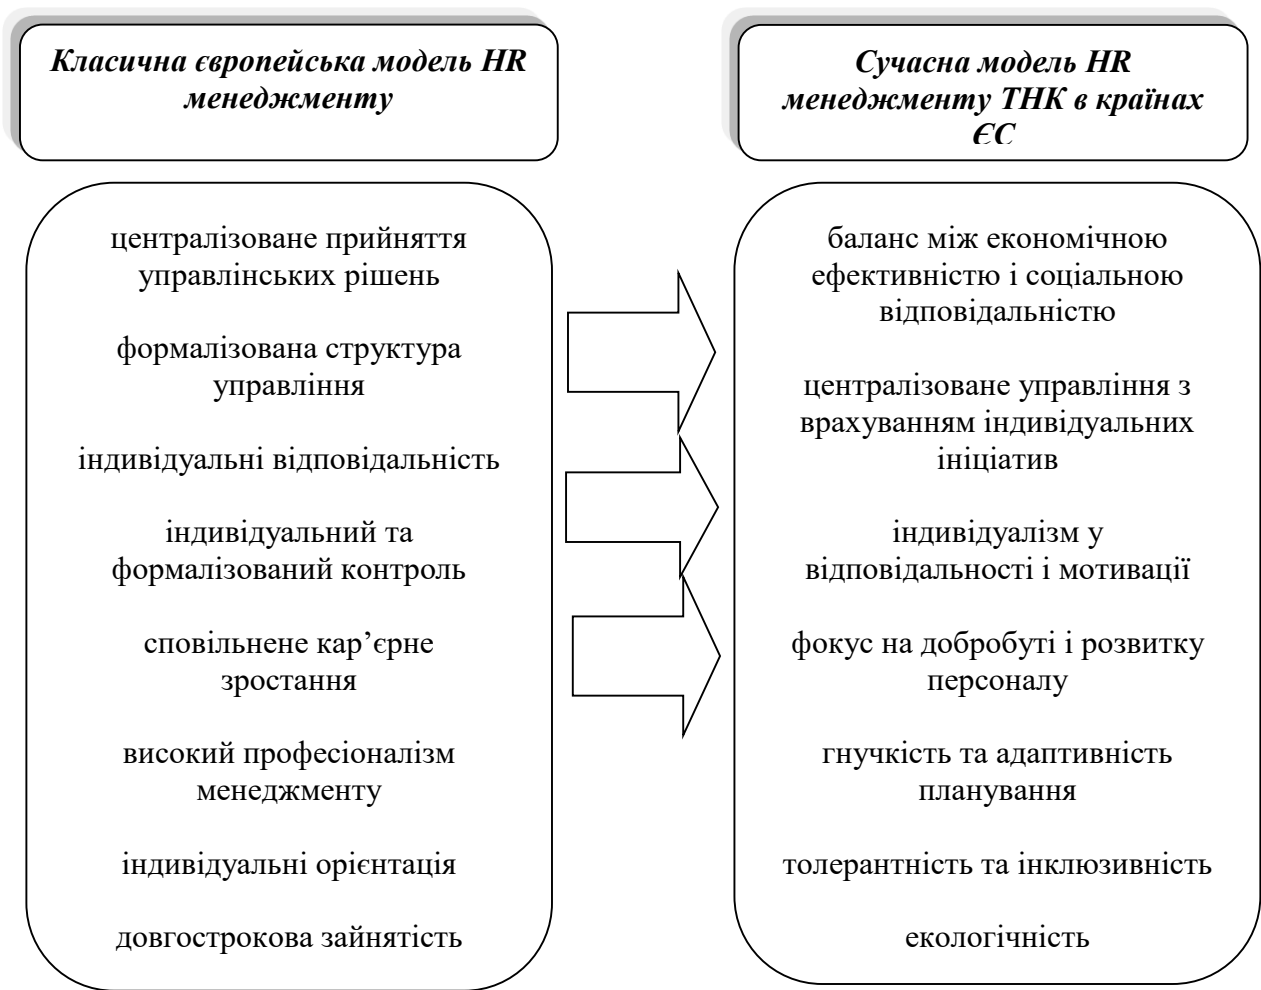 Класична європейська модель HR
менеджменту
Сучасна модель HR
менеджменту ТНК в країнах
ЄС
централізоване прийняття
управлінських рішень
формалізована структура
управління
індивідуальні відповідальність
індивідуальний та
формалізований контроль
сповільнене кар’єрне
зростання
високий професіоналізм
менеджменту
індивідуальні орієнтація
довгострокова зайнятість
баланс між економічною
ефективністю і соціальною
відповідальністю
централізоване управління з
врахуванням індивідуальних
ініціатив
індивідуалізм у
відповідальності і мотивації
фокус на добробуті і розвитку
персоналу
гнучкість та адаптивність
планування
толерантність та інклюзивність
екологічність